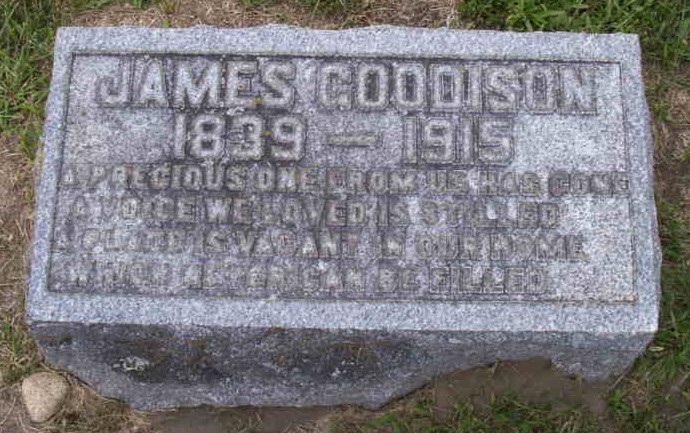 JAMES GOODISON
1839 — 1915
A PRECIOUS ONE FROM US HAS GONE
A VOICE WE LOVED IS STILLED
A PLACE IS VACANT IN OUR HOME
WHICH NEVER CAN BE FILLED